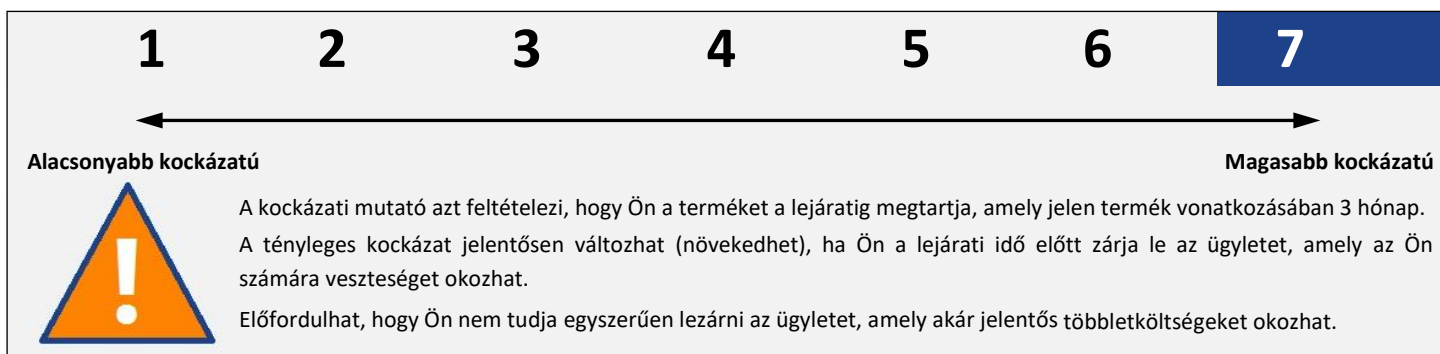 1 2 3 4 5 6 7
Alacsonyabb kockázatú Magasabb kockázatú
A kockázati mutató azt feltételezi, hogy Ön a terméket a lejáratig megtartja, amely jelen termék vonatkozásában 3 hónap.
A tényleges kockázat jelentősen változhat (növekedhet), ha Ön a lejárati idő előtt zárja le az ügyletet, amely az Ön
számára veszteséget okozhat.
Előfordulhat, hogy Ön nem tudja egyszerűen lezárni az ügyletet, amely akár jelentős többletköltségeket okozhat.